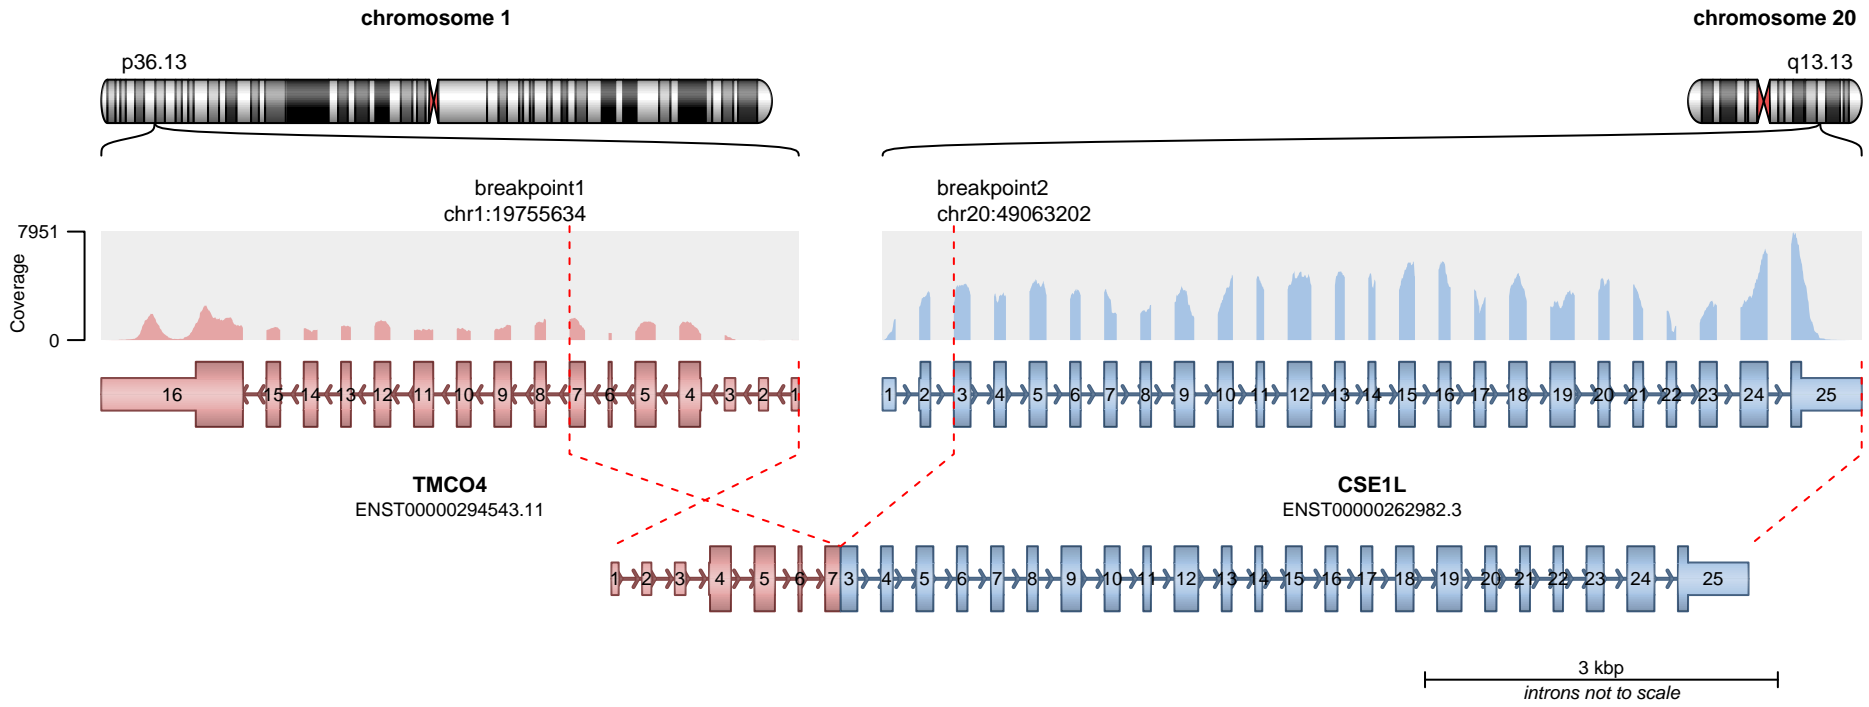 chromosome 1
chromosome 20
p36.13
q13.13
breakpoint1
chr1:19755634
breakpoint2
chr20:49063202
7951
Coverage
0
16 15 14 13 12 11 10 9 8 7 6 5 4 3 2 1
1 2 3 4 5 6 7 8 9 10 11 12 13 14 15 16 17 18 19 20 21 22 23 24 25
TMCO4
ENST00000294543.11
CSE1L
ENST00000262982.3
1 2 3 4 5 6 7 3 4 5 6 7 8 9 10 11 12 13 14 15 16 17 18 19 20 21 22 23 24 25
3 kbp
introns not to scale